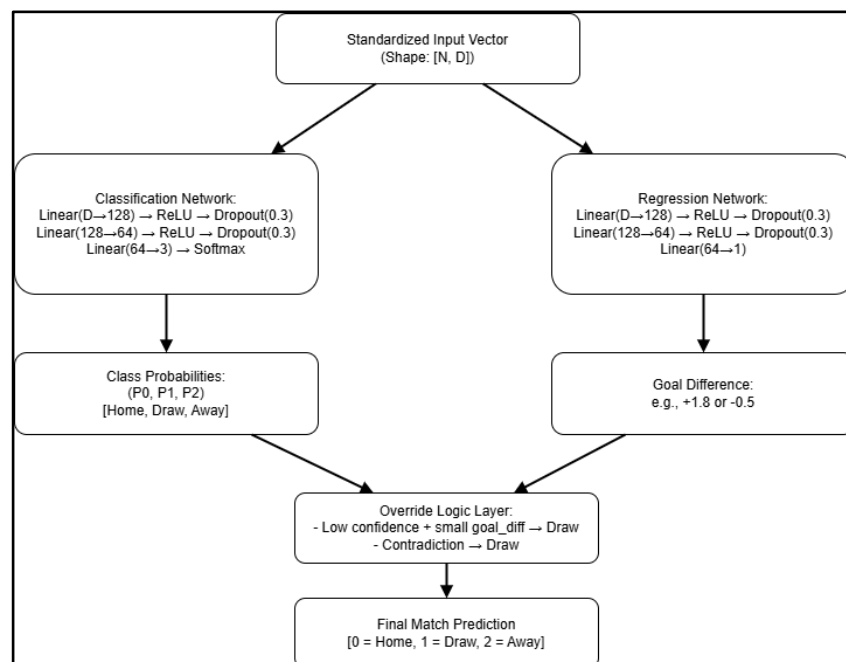 Standardized Input Vector
(Shape: [N, D])
Classification Network:
Linear(D→128) → ReLU → Dropout(0.3)
Linear(128→64) → ReLU → Dropout(0.3)
Linear(64→3) → Softmax
Regression Network:
Linear(D→128) → ReLU → Dropout(0.3)
Linear(128→64) → ReLU → Dropout(0.3)
Linear(64→1)
Class Probabilities:
(P0, P1, P2)
[Home, Draw, Away]
Goal Difference:
e.g., +1.8 or -0.5
Override Logic Layer:
- Low confidence + small goal_diff → Draw
- Contradiction → Draw
Final Match Prediction
[0 = Home, 1 = Draw, 2 = Away]